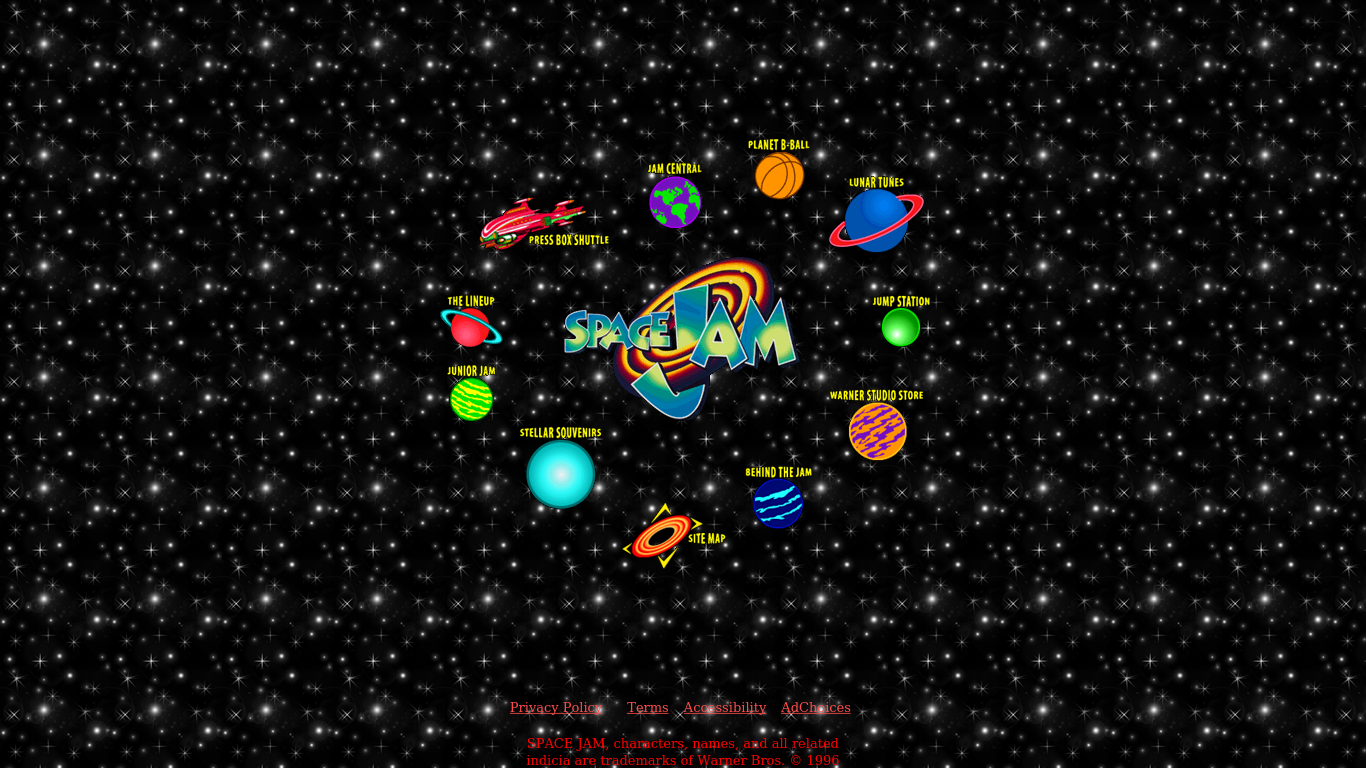 PLANET B-BALL
JAM CENTRAL
LUNAR TUNES
PRESS BOX SHUTTLE
SPACE JAM
THE LINEUP
JUMP STATION
JUNIOR JAM
WARNER STUDIO STORE
STELLAR SOUVENIRS
BEHIND THE JAM
SITE MAP
Privacy Policy Terms Accessibility AdChoices
SPACE JAM, characters, names, and all related
indicia are trademarks of Warner Bros. © 1996